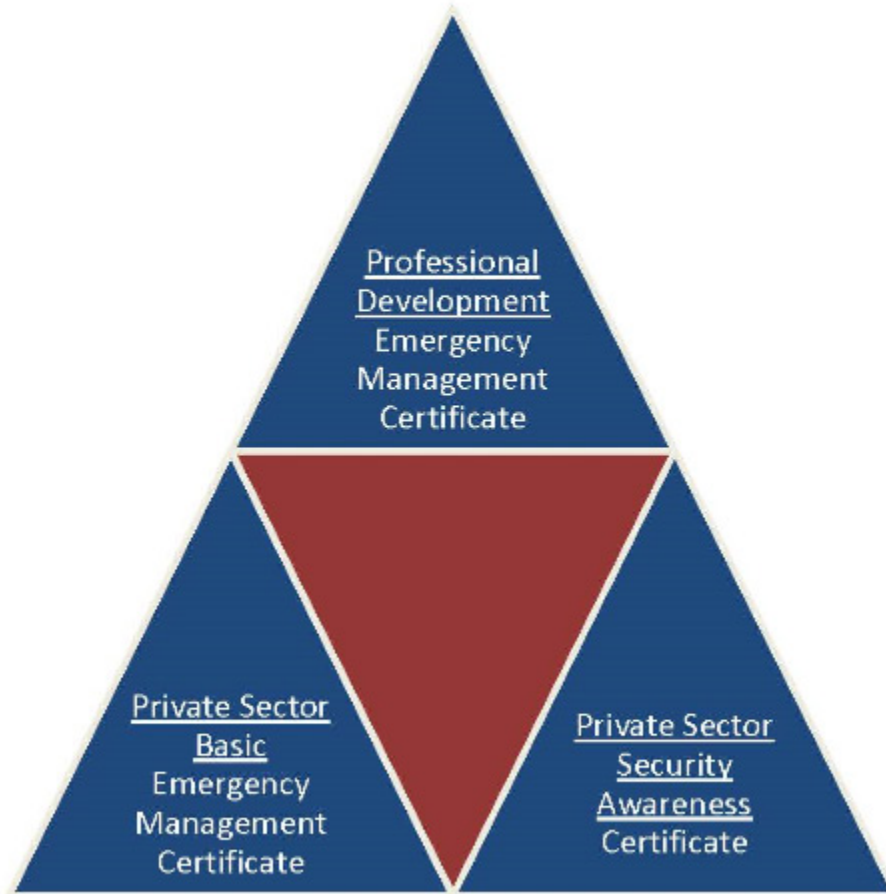 Professional
Development
Emergency
Management
Certificate
Private Sector
Basic
Emergency
Management
Certificate
Private Sector
Security
Awareness
Certificate